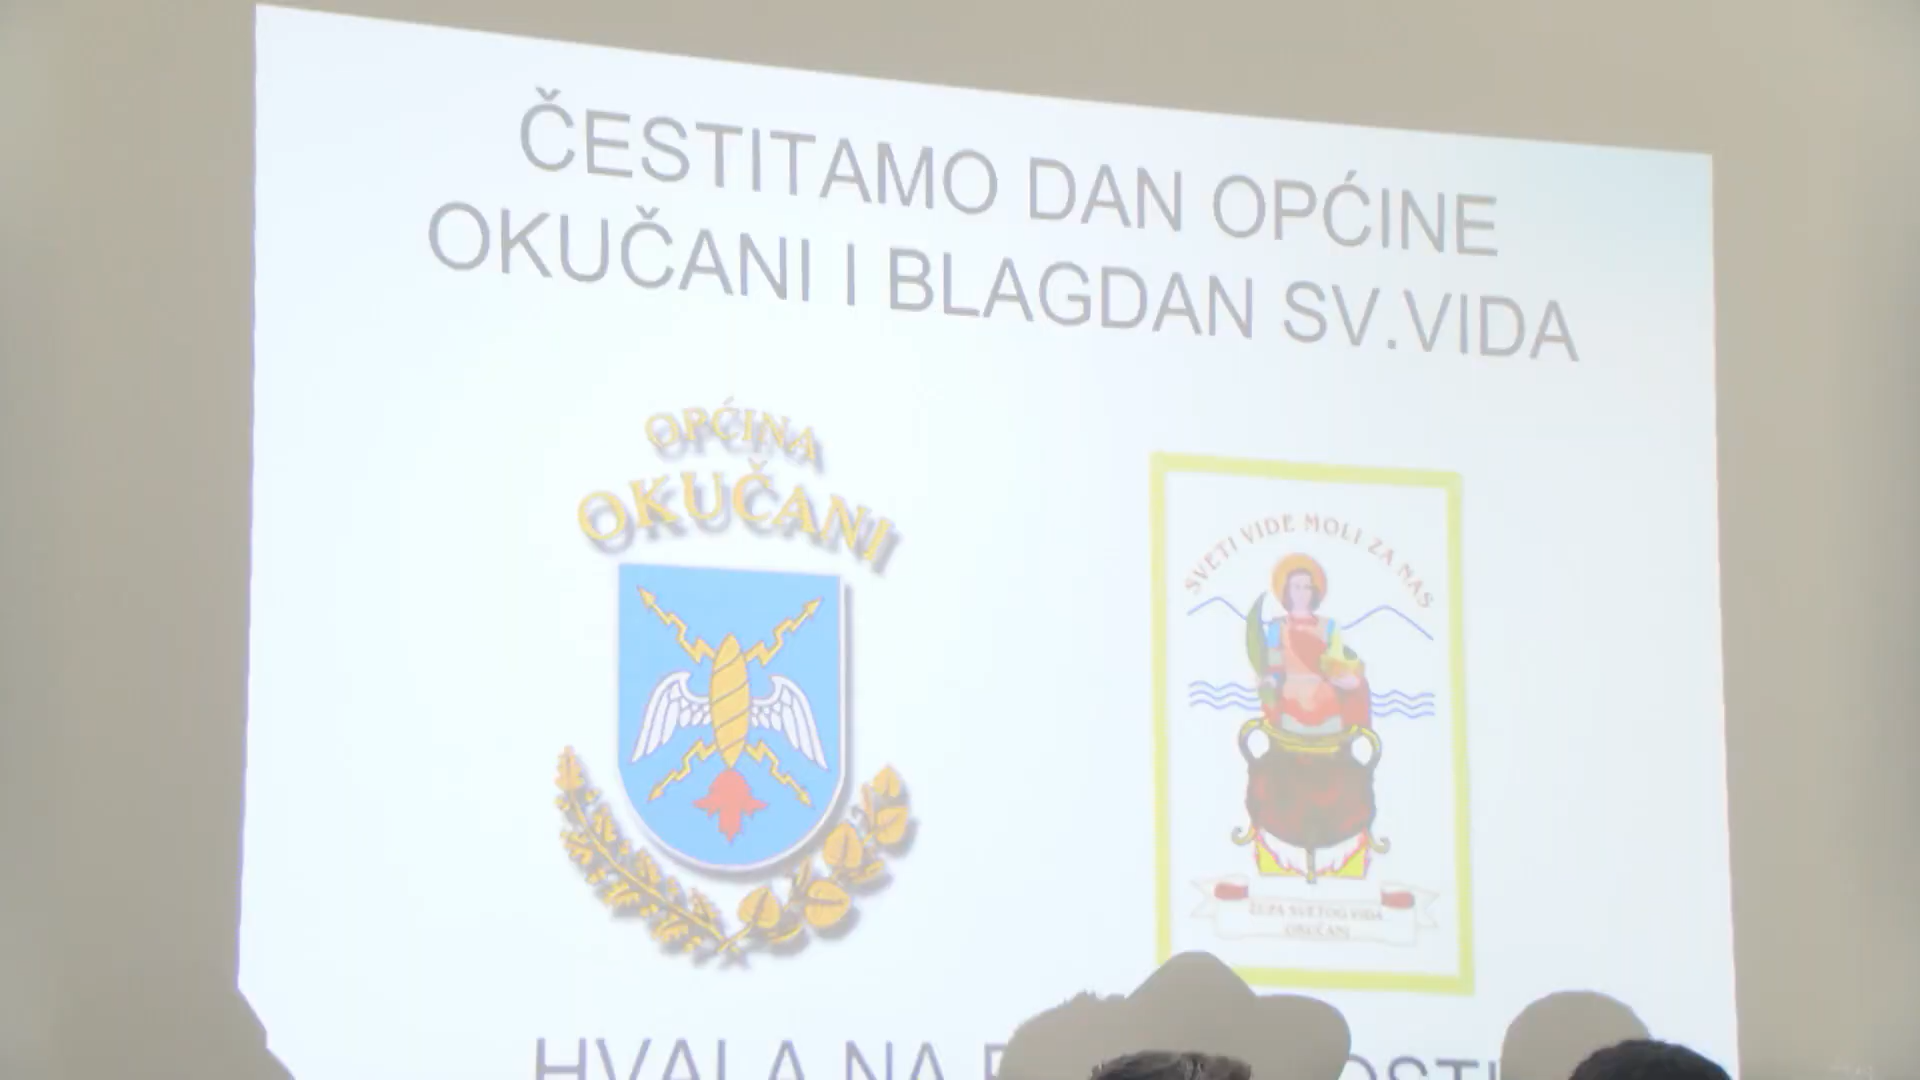 ČESTITAMO DAN OPĆINE
OKUČANI I BLAGDAN SV.VIDA
OPĆINA
OKUČANI
SVETI VIDE MOLI ZA NAS
ŽUPA SVETOG VIDA
OKUČANI
HVALA NA